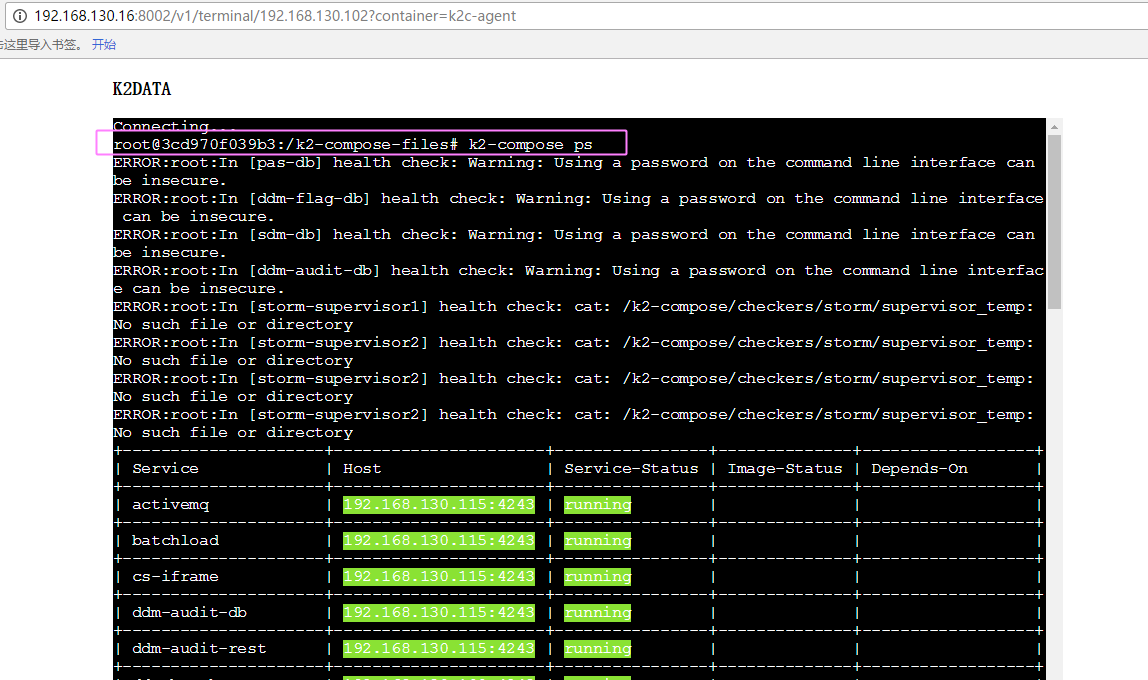 192.168.130.16:8002/v1/terminal/192.168.130.102?container=k2c-agent
这里导入书签。 开始
K2DATA
Connecting...
root@3cd970f039b3:/k2-compose-files# k2-compose ps
ERROR:root:In [pas-db] health check: Warning: Using a password on the command line interface can
be insecure.
ERROR:root:In [ddm-flag-db] health check: Warning: Using a password on the command line interface
can be insecure.
ERROR:root:In [sdm-db] health check: Warning: Using a password on the command line interface can
be insecure.
ERROR:root:In [ddm-audit-db] health check: Warning: Using a password on the command line interfac
e can be insecure.
ERROR:root:In [storm-supervisor1] health check: cat: /k2-compose/checkers/storm/supervisor_temp:
No such file or directory
ERROR:root:In [storm-supervisor2] health check: cat: /k2-compose/checkers/storm/supervisor_temp:
No such file or directory
ERROR:root:In [storm-supervisor2] health check: cat: /k2-compose/checkers/storm/supervisor_temp:
No such file or directory
ERROR:root:In [storm-supervisor2] health check: cat: /k2-compose/checkers/storm/supervisor_temp:
No such file or directory
| Service | Host | Service-Status | Image-Status | Depends-On |
| activemq | 192.168.130.115:4243 | running | | |
| batchload | 192.168.130.115:4243 | running | | |
| cs-iframe | 192.168.130.115:4243 | running | | |
| ddm-audit-db | 192.168.130.115:4243 | running | | |
| ddm-audit-rest | 192.168.130.115:4243 | running | | |